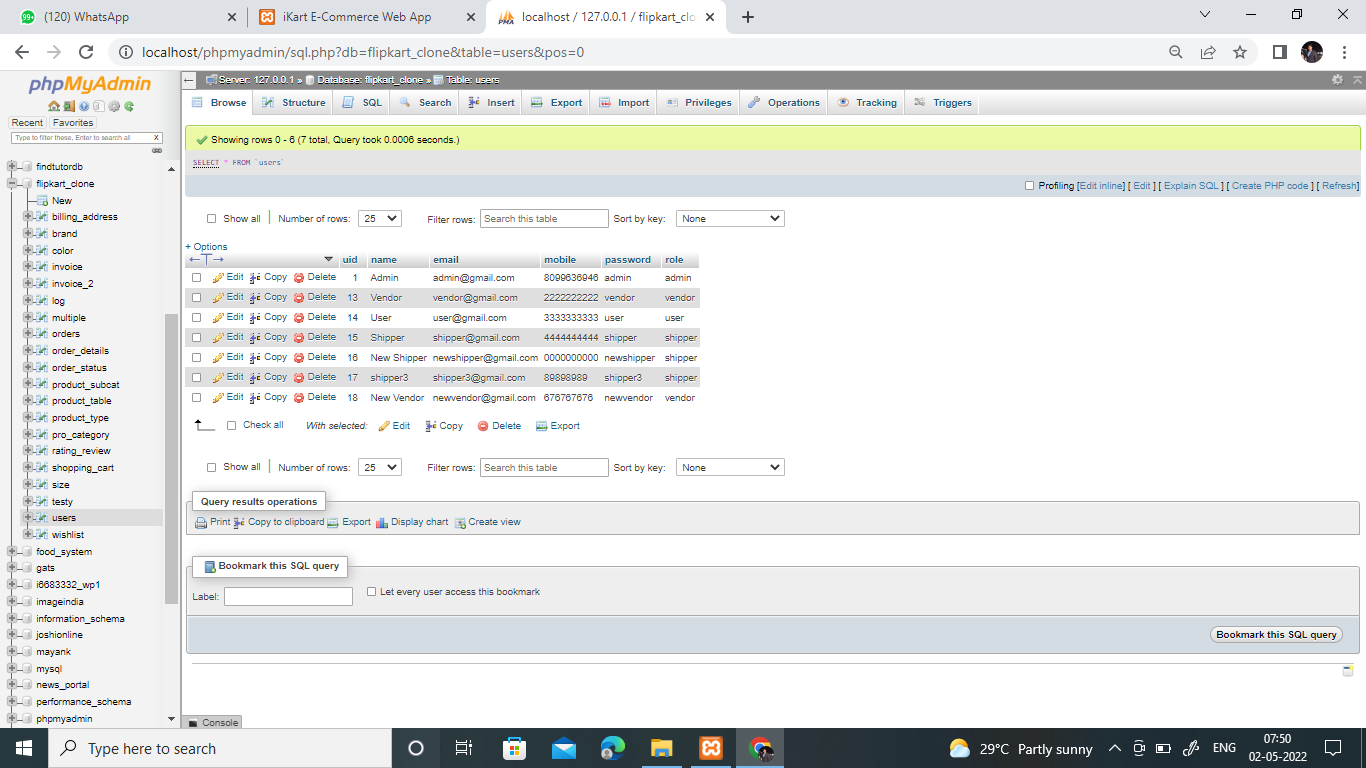 (120) WhatsApp
iKart E-Commerce Web App
localhost / 127.0.0.1 / flipkart_clo
localhost/phpmyadmin/sql.php?db=flipkart_clone&table=users&pos=0
phpMyAdmin
Recent Favorites
Type to filter these, Enter to search all X
findtutordb
flipkart_clone
New
billing_address
brand
color
invoice
invoice_2
log
multiple
orders
order_details
order_status
product_subcat
product_table
product_type
pro_category
rating_review
shopping_cart
size
testy
users
wishlist
food_system
gats
i6683332_wp1
imageindia
information_schema
joshionline
mayank
mysql
news_portal
performance_schema
phpmyadmin
Server: 127.0.0.1 » Database: flipkart_clone » Table: users
Browse Structure SQL Search Insert Export Import Privileges Operations Tracking Triggers
Showing rows 0 - 6 (7 total, Query took 0.0006 seconds.)
SELECT * FROM `users`
Profiling [Edit inline] [ Edit ] [ Explain SQL ] [ Create PHP code ] [ Refresh]
Show all Number of rows: 25 Filter rows: Search this table Sort by key: None
+ Options
←T→ uid name email mobile password role
Edit Copy Delete 1 Admin admin@gmail.com 8099636946 admin admin
Edit Copy Delete 13 Vendor vendor@gmail.com 2222222222 vendor vendor
Edit Copy Delete 14 User user@gmail.com 3333333333 user user
Edit Copy Delete 15 Shipper shipper@gmail.com 4444444444 shipper shipper
Edit Copy Delete 16 New Shipper newshipper@gmail.com 0000000000 newshipper shipper
Edit Copy Delete 17 shipper3 shipper3@gmail.com 89898989 shipper3 shipper
Edit Copy Delete 18 New Vendor newvendor@gmail.com 676767676 newvendor vendor
Check all With selected: Edit Copy Delete Export
Show all Number of rows: 25 Filter rows: Search this table Sort by key: None
Query results operations
Print Copy to clipboard Export Display chart Create view
Bookmark this SQL query
Label: Let every user access this bookmark
Bookmark this SQL query
Console
Type here to search
29°C Partly sunny
ENG
07:50
02-05-2022